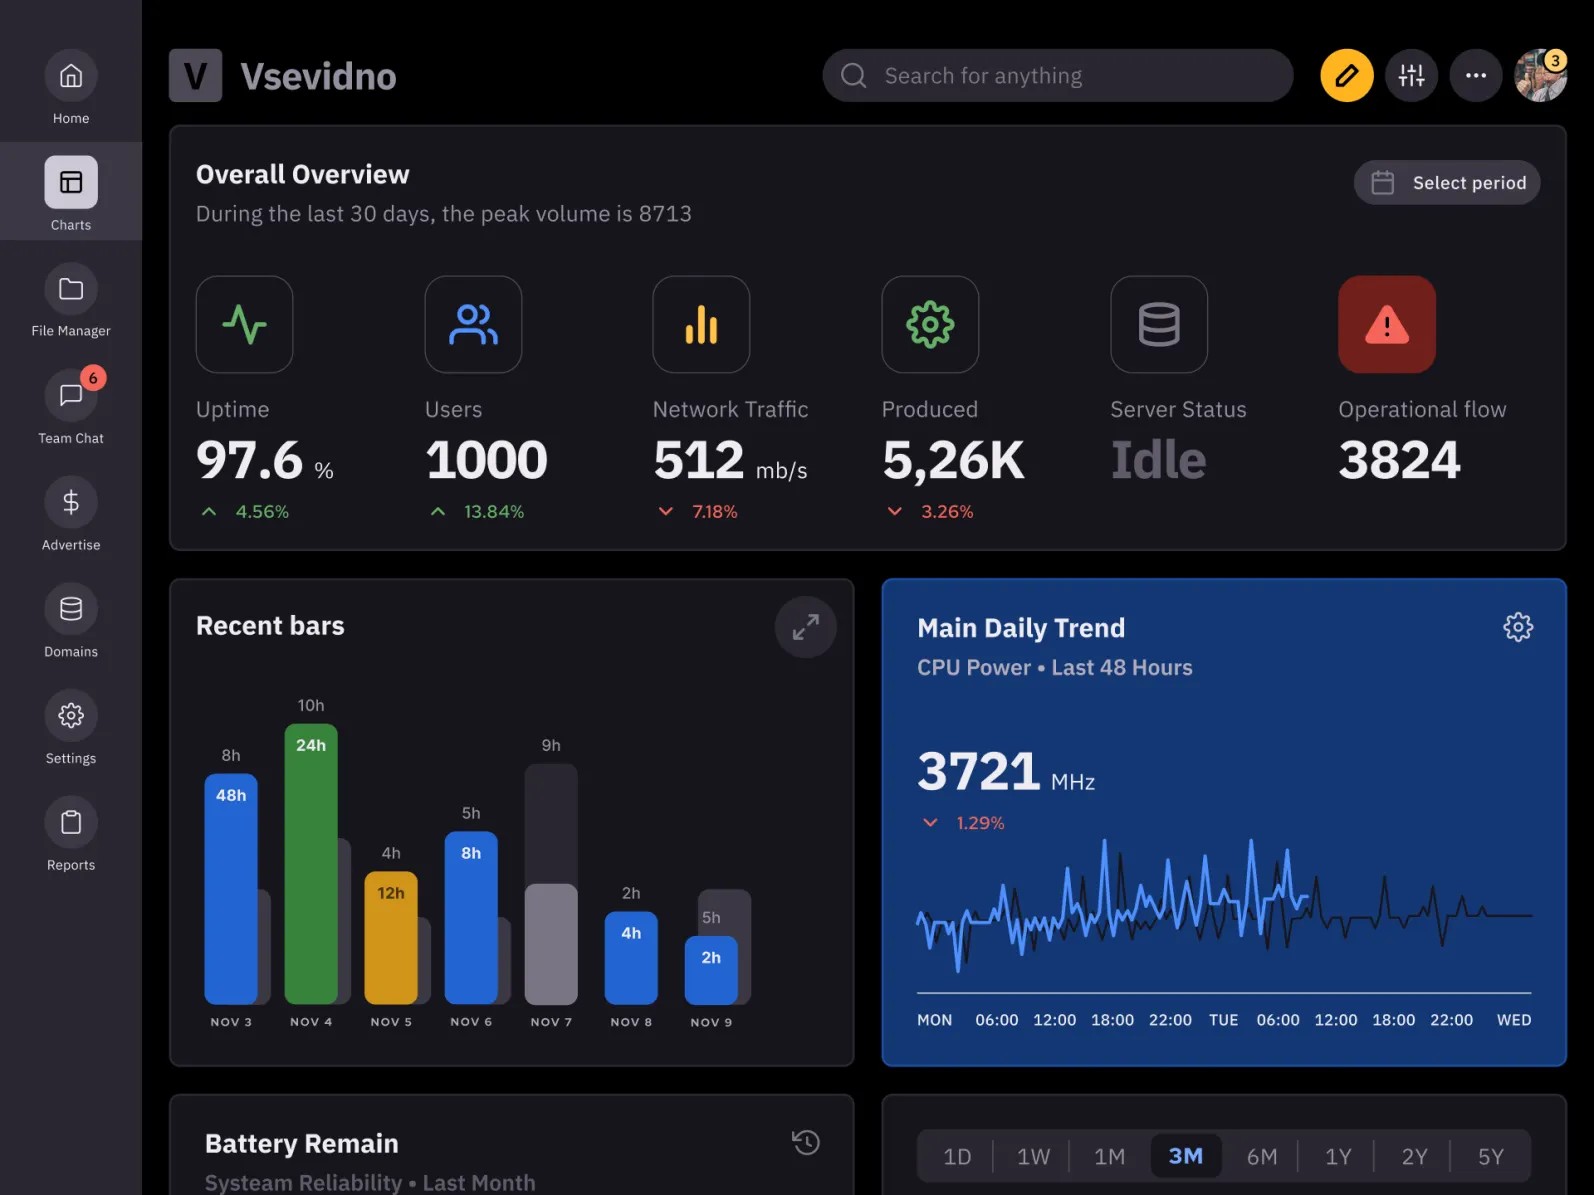 V
Vsevidno
Search for anything
3
Home
Charts
File Manager
6
Team Chat
Advertise
Domains
Settings
Reports
Overall Overview
During the last 30 days, the peak volume is 8713
Select period
Uptime
97.6 %
4.56%
Users
1000
13.84%
Network Traffic
512 mb/s
7.18%
Produced
5,26K
3.26%
Server Status
Idle
Operational flow
3824
Recent bars
8h
48h
NOV 3
10h
24h
NOV 4
4h
12h
NOV 5
5h
8h
NOV 6
9h
NOV 7
2h
4h
NOV 8
5h
2h
NOV 9
Main Daily Trend
CPU Power • Last 48 Hours
3721 MHz
1.29%
MON 06:00 12:00 18:00 22:00 TUE 06:00 12:00 18:00 22:00 WED
Battery Remain
Systeam Reliability • Last Month
1D 1W 1M 3M 6M 1Y 2Y 5Y